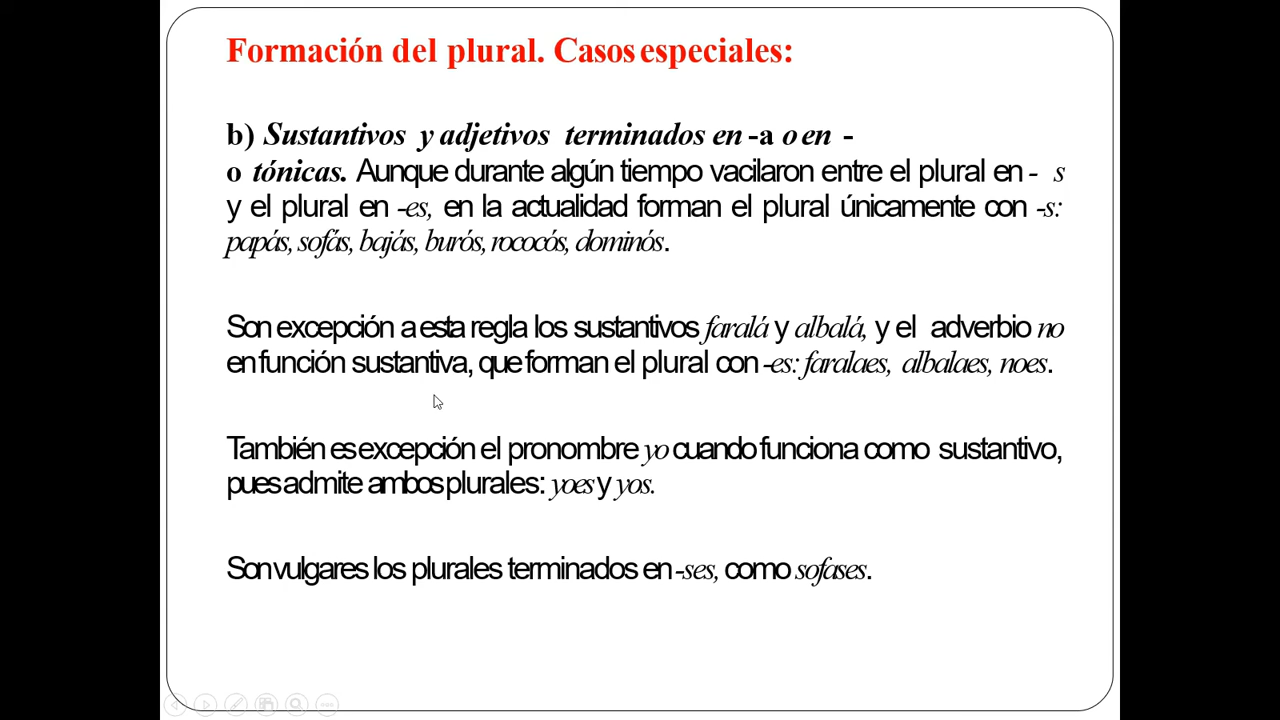 Formación del plural. Casos especiales:
b) Sustantivos y adjetivos terminados en -a o en -
o tónicas. Aunque durante algún tiempo vacilaron entre el plural en - s
y el plural en -es, en la actualidad forman el plural únicamente con -s:
papás, sofás, bajás, burós, rococós, dominós.
Son excepción a esta regla los sustantivos faralá y albalá, y el adverbio no
en función sustantiva, que forman el plural con -es: faralaes, albalaes, noes.
También es excepción el pronombre yo cuando funciona como sustantivo,
pues admite ambos plurales: yoes y yos.
Son vulgares los plurales terminados en -ses, como sofases.